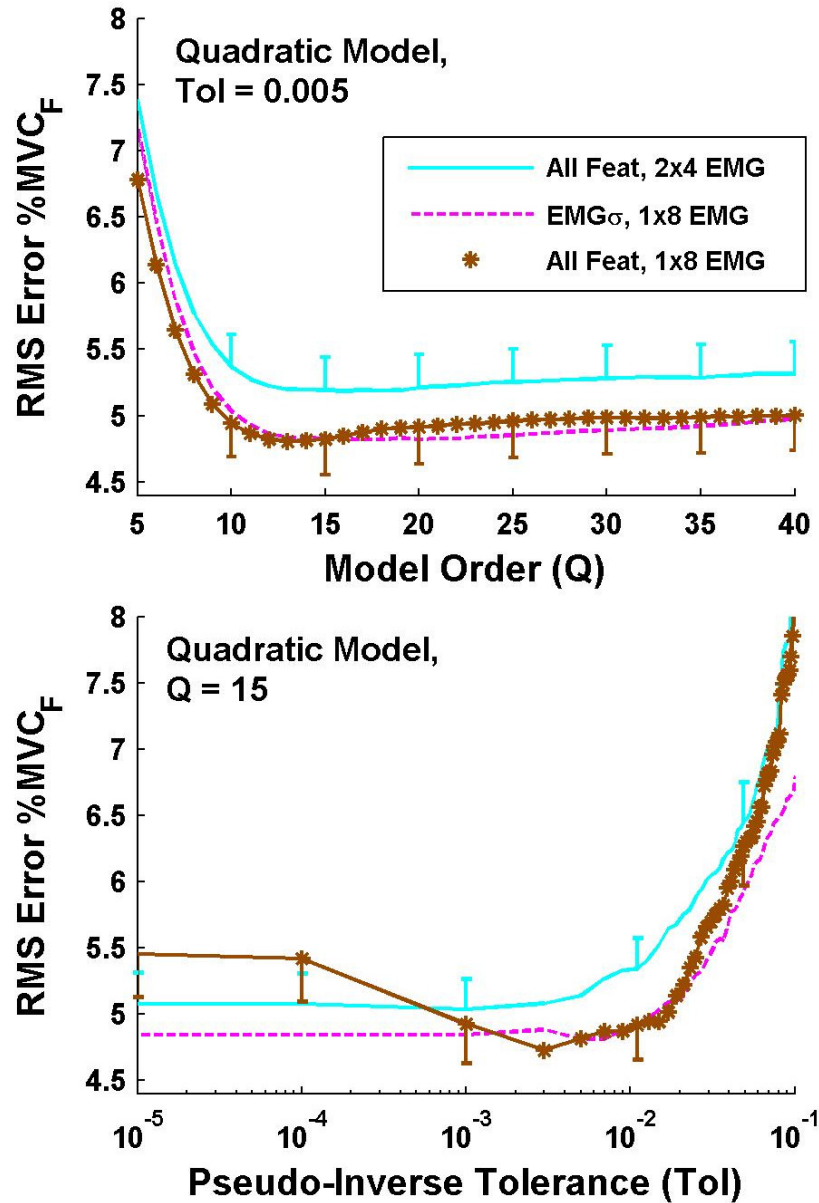 8
7.5
7
6.5
6
5.5
5
4.5
RMS Error %MVC_F
Quadratic Model,
Tol = 0.005
All Feat, 2x4 EMG
EMGσ, 1x8 EMG
All Feat, 1x8 EMG
5 10 15 20 25 30 35 40
Model Order (Q)
8
7.5
7
6.5
6
5.5
5
4.5
RMS Error %MVC_F
Quadratic Model,
Q = 15
10^-5 10^-4 10^-3 10^-2 10^-1
Pseudo-Inverse Tolerance (Tol)